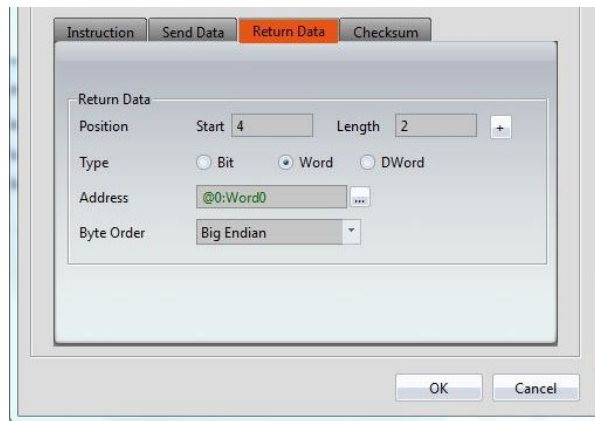 Instruction Send Data Return Data Checksum
Return Data
Position Start 4 Length 2 +
Type Bit Word DWord
Address @0:Word0 ...
Byte Order Big Endian
OK Cancel